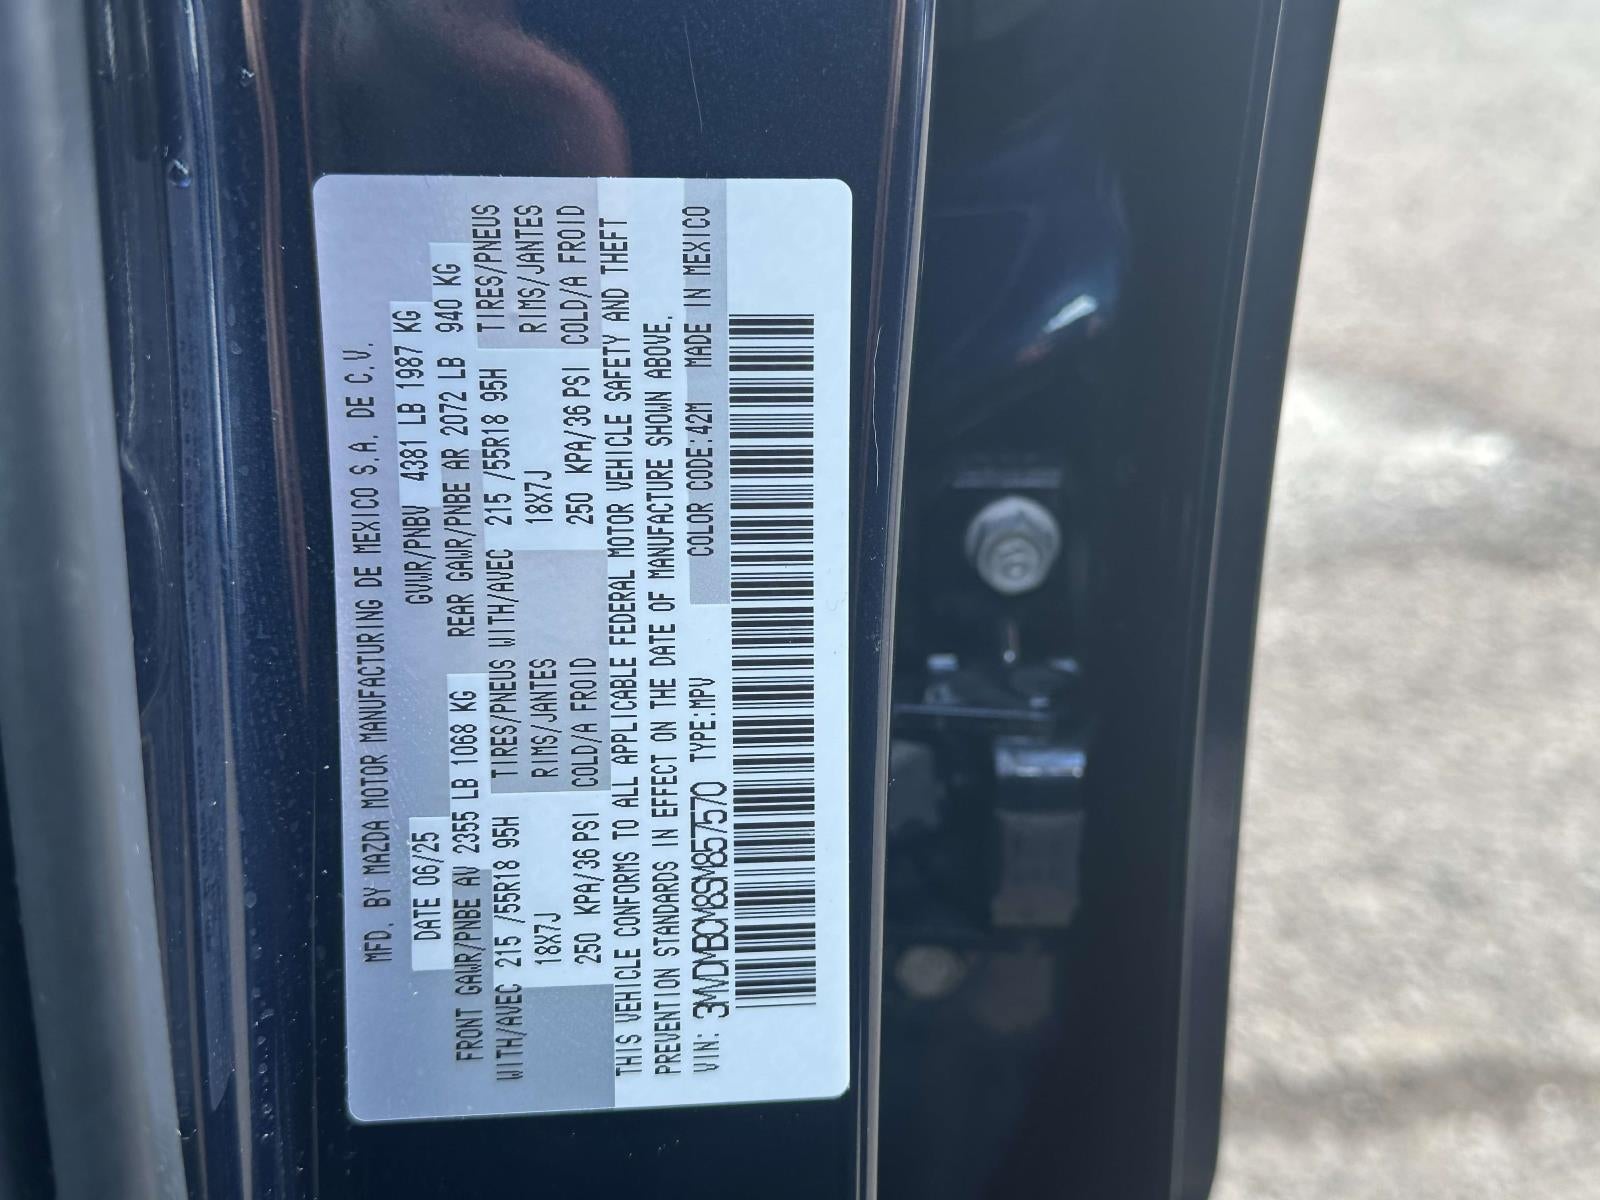 MFD. BY MAZDA MOTOR MANUFACTURING DE MEXICO S.A. DE C.V.
DATE 06/25 GVWR/PNBV 4381 LB 1987 KG
FRONT GAWR/PNBE AV 2355 LB 1068 KG REAR GAWR/PNBE AR 2072 LB 940 KG
WITH/AVEC 215 /55R18 95H TIRES/PNEUS WITH/AVEC 215 /55R18 95H TIRES/PNEUS
18X7J RIMS/JANTES 18X7J RIMS/JANTES
250 KPA/36 PSI COLD/A FROID 250 KPA/36 PSI COLD/A FROID
THIS VEHICLE CONFORMS TO ALL APPLICABLE FEDERAL MOTOR VEHICLE SAFETY AND THEFT
PREVENTION STANDARDS IN EFFECT ON THE DATE OF MANUFACTURE SHOWN ABOVE.
VIN: 3MVDMBCM8SM857570 TYPE:MPV COLOR CODE:42M MADE IN MEXICO